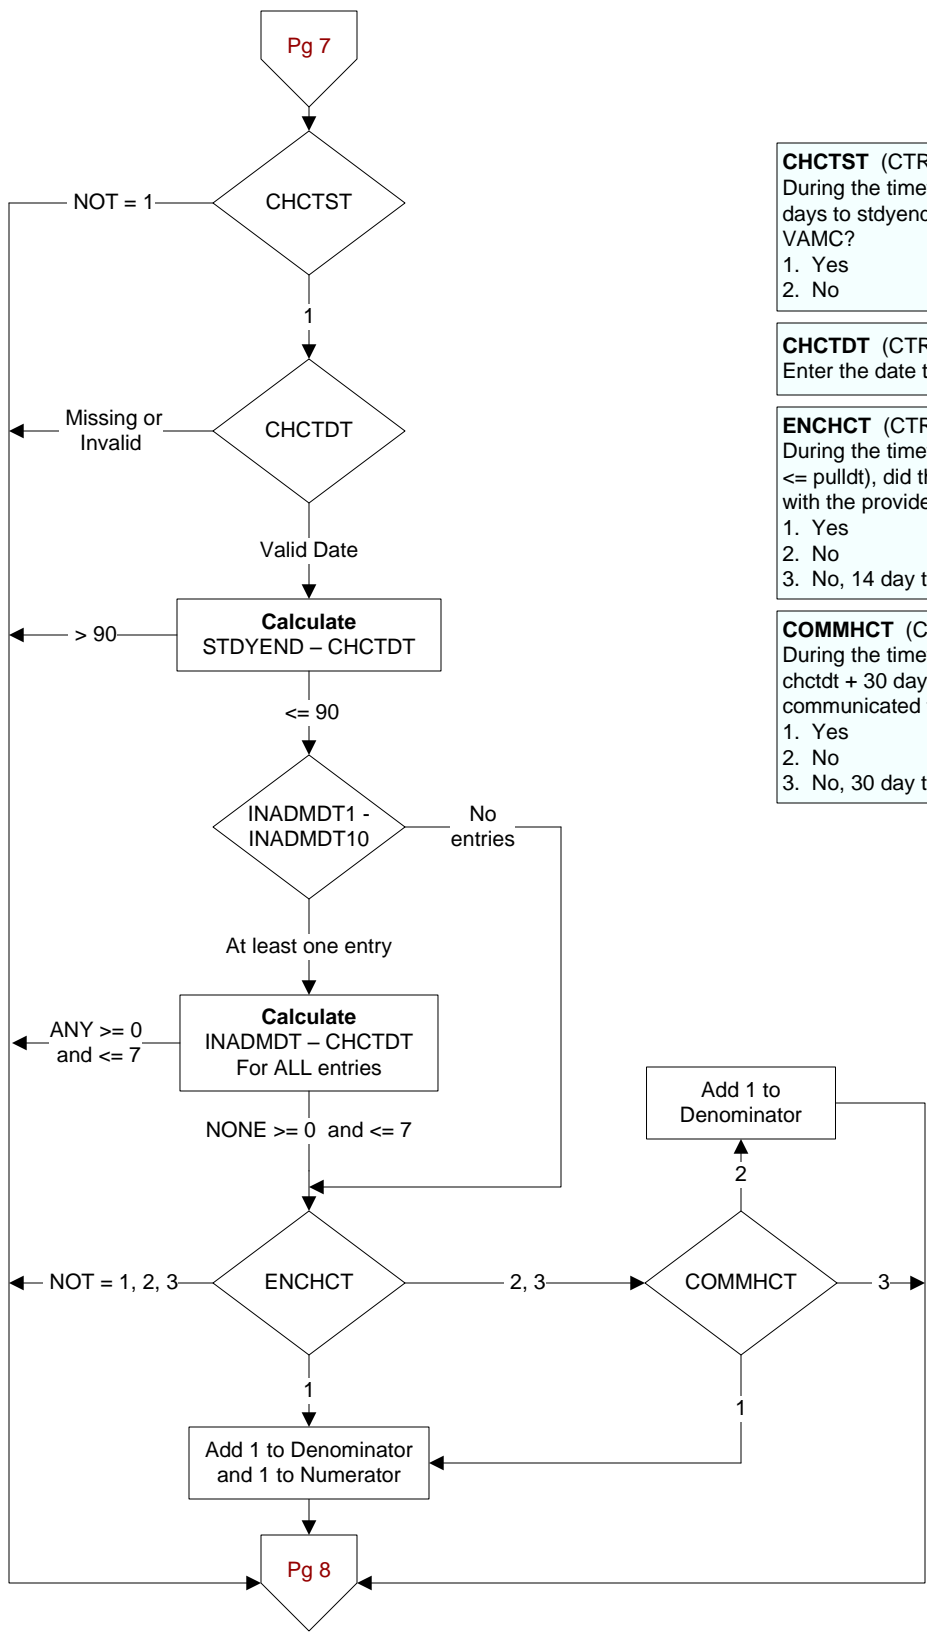 Pg 7
CHCTST
NOT = 1
1
CHCTDT
Missing or
Invalid
Valid Date
Calculate
STDYEND – CHCTDT
> 90
<= 90
INADMDT1 -
INADMDT10
No
entries
At least one entry
Calculate
INADMDT – CHCTDT
For ALL entries
ANY >= 0
and <= 7
NONE >= 0 and <= 7
Add 1 to
Denominator
2
ENCHCT
NOT = 1, 2, 3
2, 3
COMMHCT
3
1
1
Add 1 to Denominator
and 1 to Numerator
Pg 8
CHCTST (CTR
During the time
days to stdyend
VAMC?
1. Yes
2. No
CHCTDT (CTR
Enter the date t
ENCHCT (CTR
During the time
<= pulldt), did th
with the provide
1. Yes
2. No
3. No, 14 day t
COMMHCT (C
During the time
chctdt + 30 day
communicated
1. Yes
2. No
3. No, 30 day t